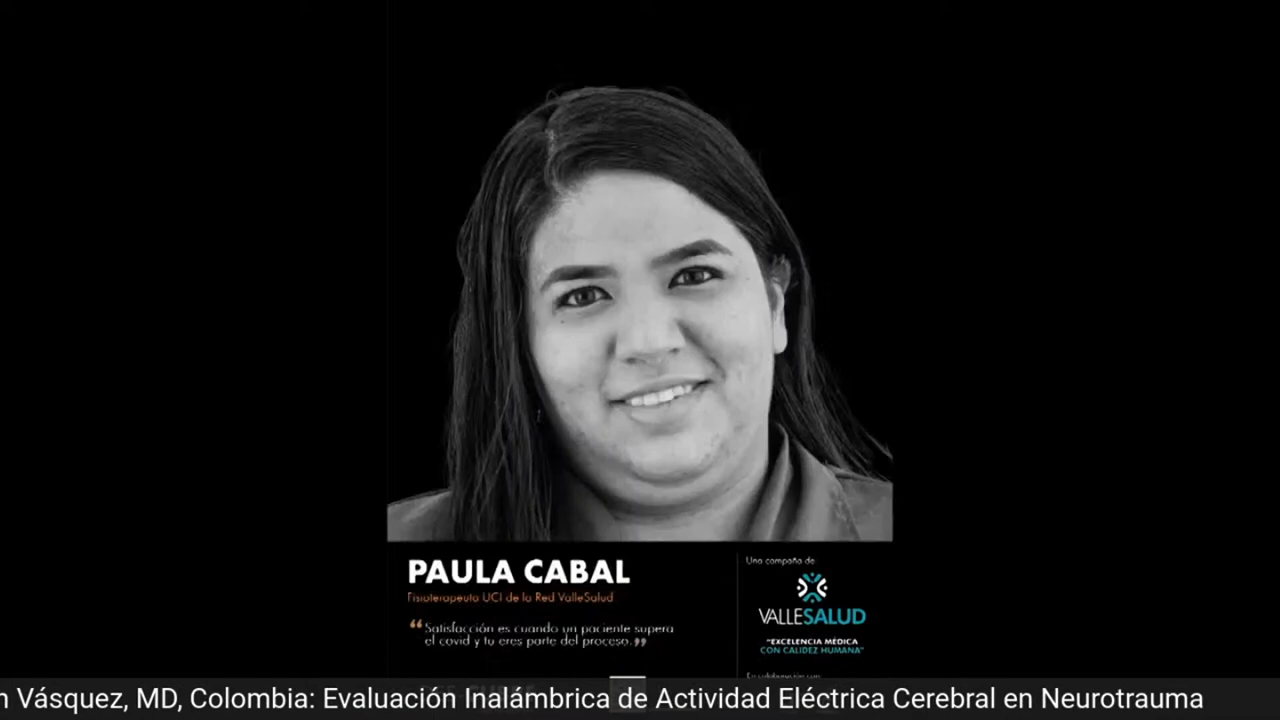 PAULA CABAL
Fisioterapeuta UCI de la Red ValleSalud
“Satisfacción es cuando un paciente supera
el covid y tu eres parte del proceso.”
Una campaña de
VALLESALUD
“EXCELENCIA MÉDICA
CON CALIDEZ HUMANA”
Vásquez, MD, Colombia: Evaluación Inalámbrica de Actividad Eléctrica Cerebral en Neurotrauma